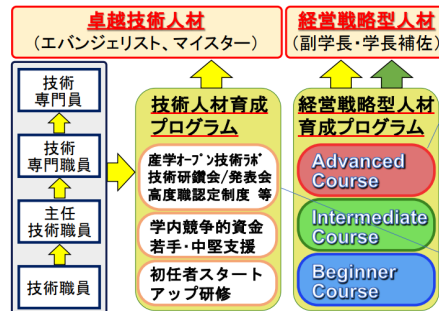 卓越技術人材
（エバンジェリスト、マイスター）
経営戦略型人材
（副学長・学長補佐）
技術
専門員
技術
専門職員
主任
技術職員
技術職員
技術人材育成
プログラム
産学ｵｰﾌﾟﾝ技術ﾗﾎﾞ
技術研鑽会/発表会
高度職認定制度 等
学内競争的資金
若手・中堅支援
初任者スタート
アップ研修
経営戦略型人材
育成プログラム
Advanced
Course
Intermediate
Course
Beginner
Course